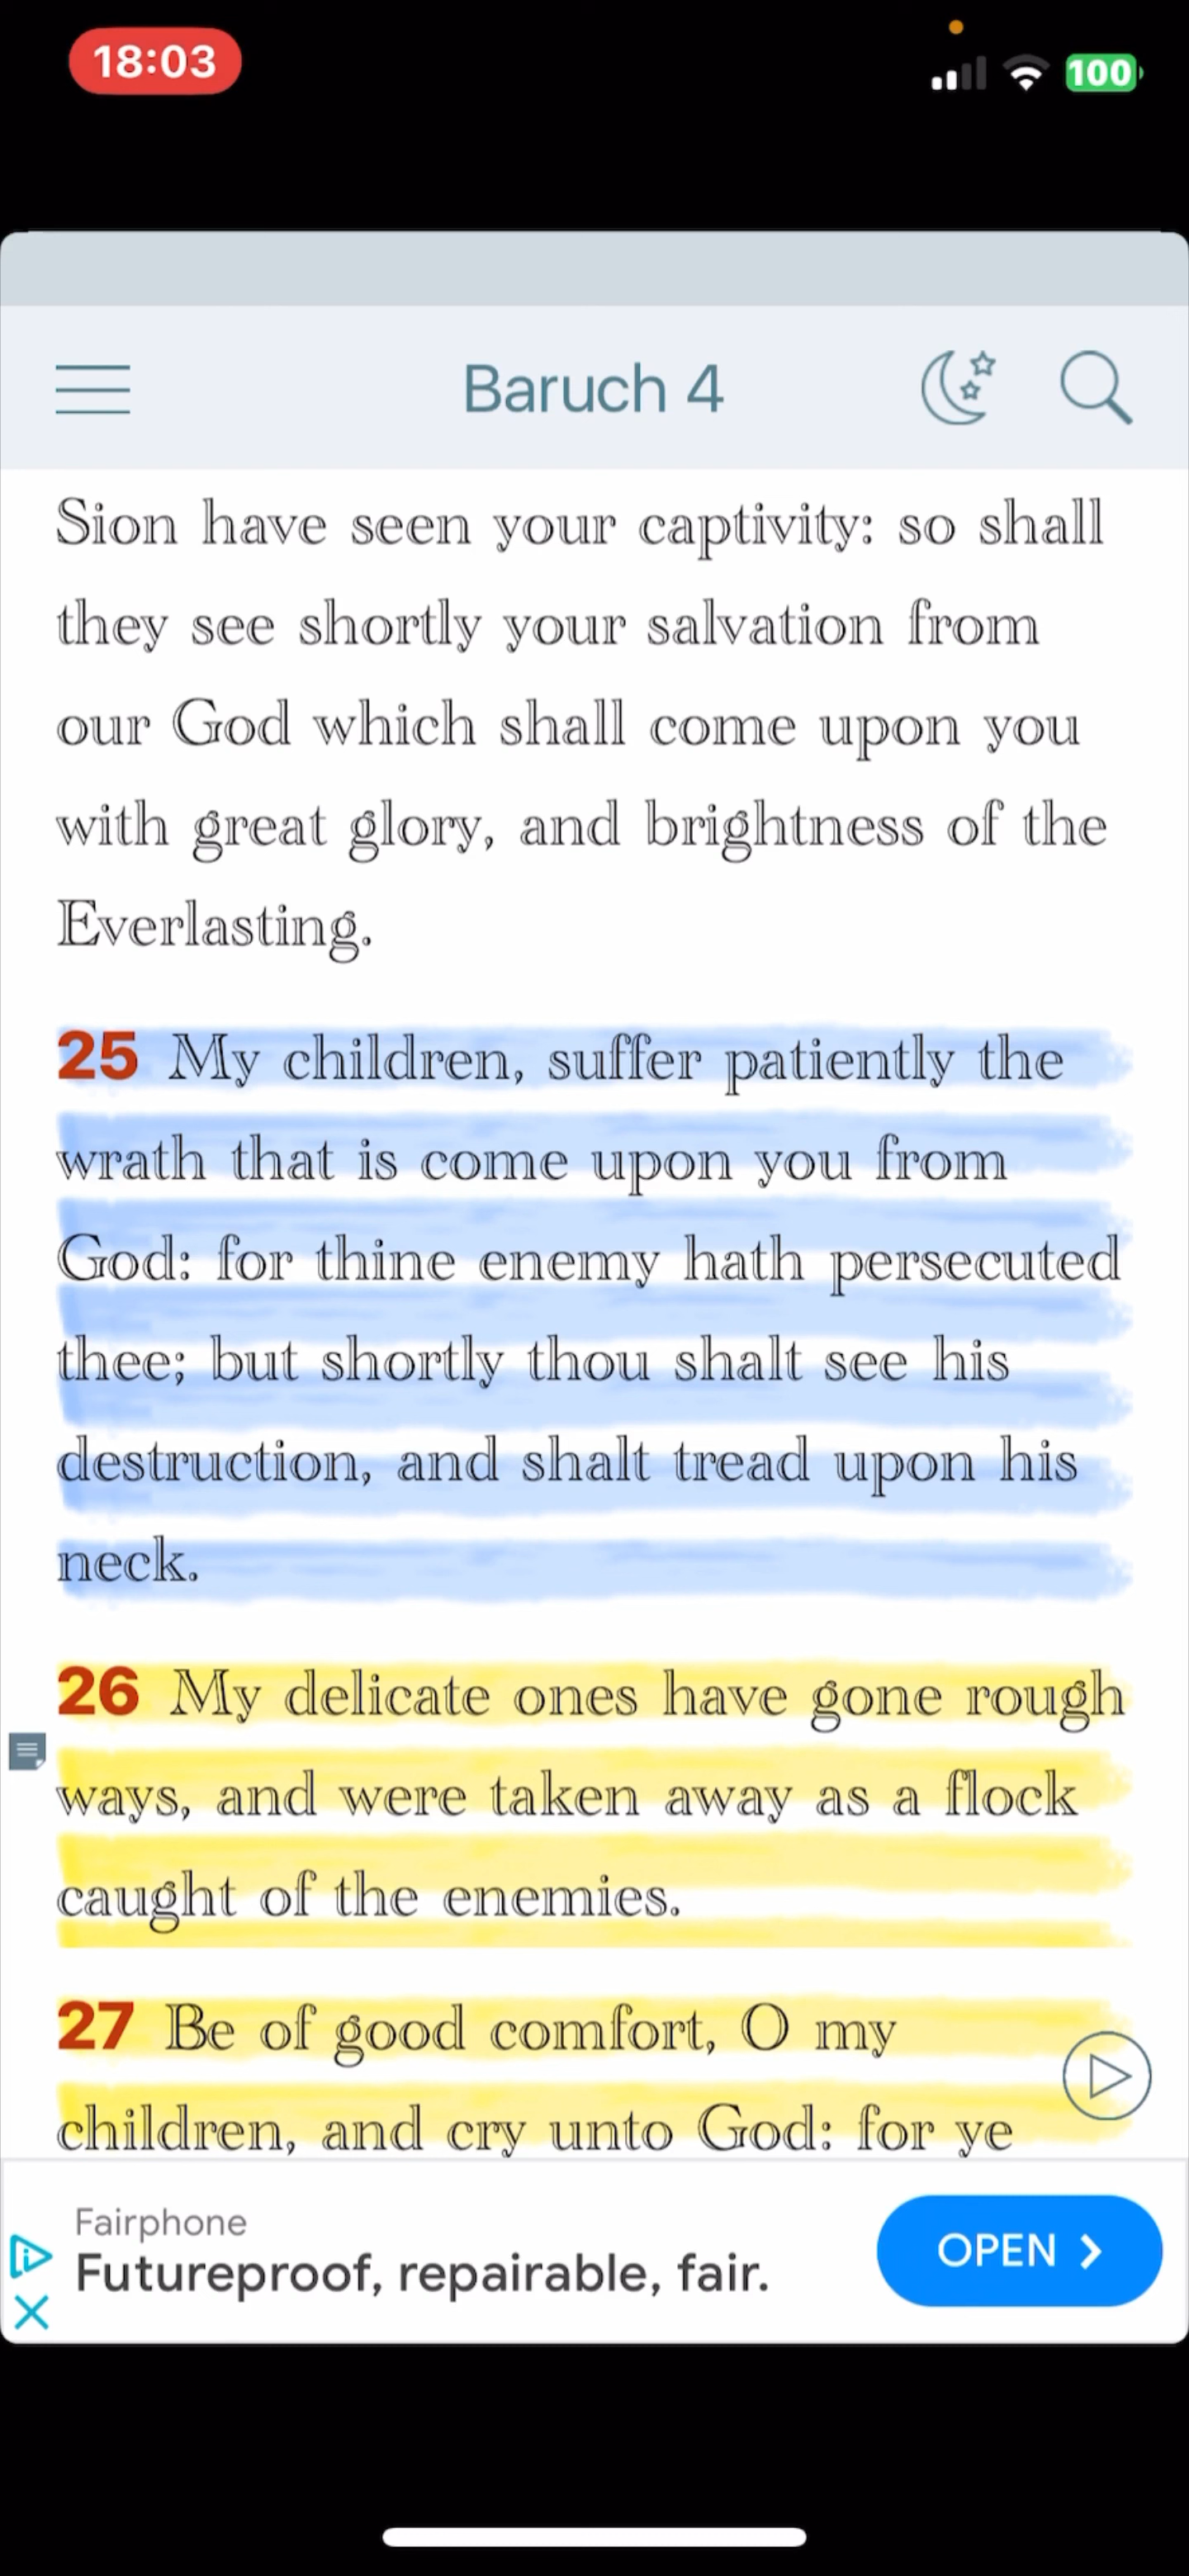 18:03
100
Baruch 4
Sion have seen your captivity: so shall
they see shortly your salvation from
our God which shall come upon you
with great glory, and brightness of the
Everlasting.
25 My children, suffer patiently the
wrath that is come upon you from
God: for thine enemy hath persecuted
thee; but shortly thou shalt see his
destruction, and shalt tread upon his
neck.
26 My delicate ones have gone rough
ways, and were taken away as a flock
caught of the enemies.
27 Be of good comfort, O my
children, and cry unto God: for ye
Fairphone
Futureproof, repairable, fair.
OPEN